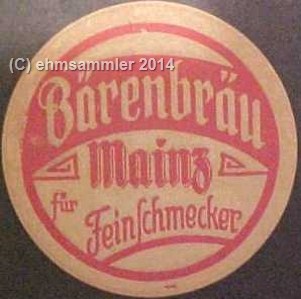 (C) ehmsammler 2014
Bärenbräu
Mainz
für
Feinschmecker